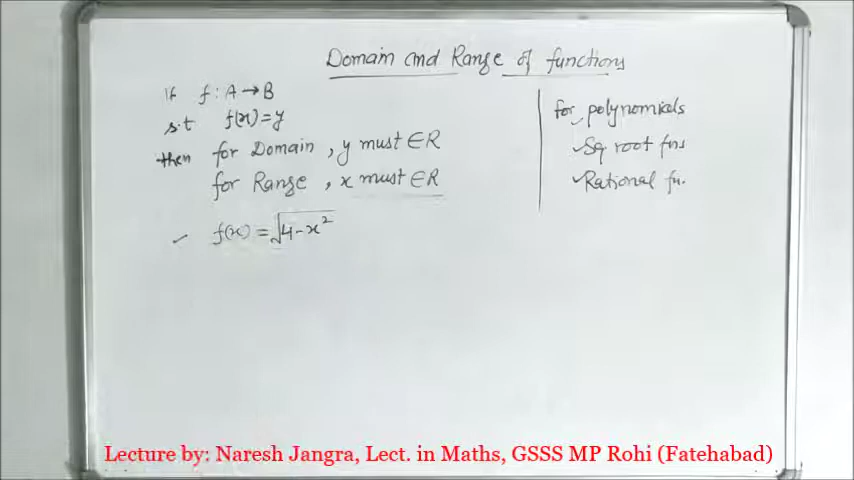 Domain and Range of functions
If f : A → B
s.t f(x) = y
then for Domain , y must ∈ R
for Range , x must ∈ R
✓ f(x) = √4-x²
for polynomials
✓Sq root fns
✓Rational fn.
Lecture by: Naresh Jangra, Lect. in Maths, GSSS MP Rohi (Fatehabad)